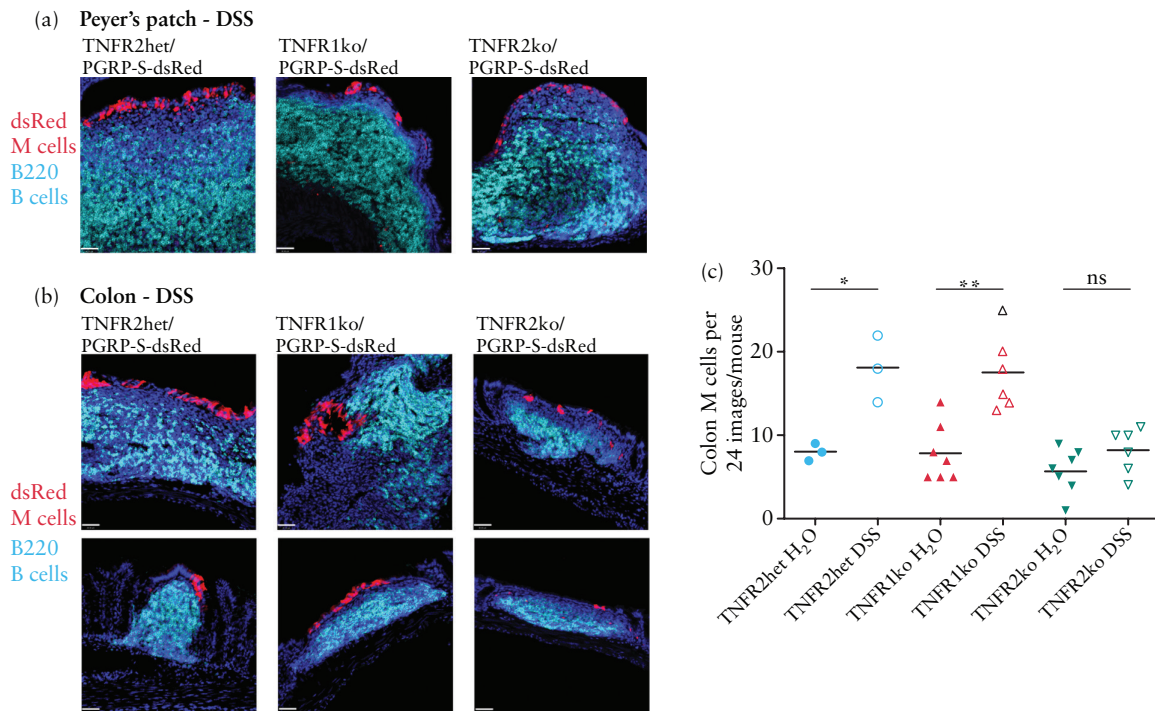 (a) Peyer's patch - DSS
TNFR2het/
PGRP-S-dsRed
TNFR1ko/
PGRP-S-dsRed
TNFR2ko/
PGRP-S-dsRed
dsRed
M cells
B220
B cells
(b) Colon - DSS
TNFR2het/
PGRP-S-dsRed
TNFR1ko/
PGRP-S-dsRed
TNFR2ko/
PGRP-S-dsRed
dsRed
M cells
B220
B cells
(c)
Colon M cells per
24 images/mouse
30
20
10
0
*
**
ns
TNFR2het H₂O
TNFR2het DSS
TNFR1ko H₂O
TNFR1ko DSS
TNFR2ko H₂O
TNFR2ko DSS